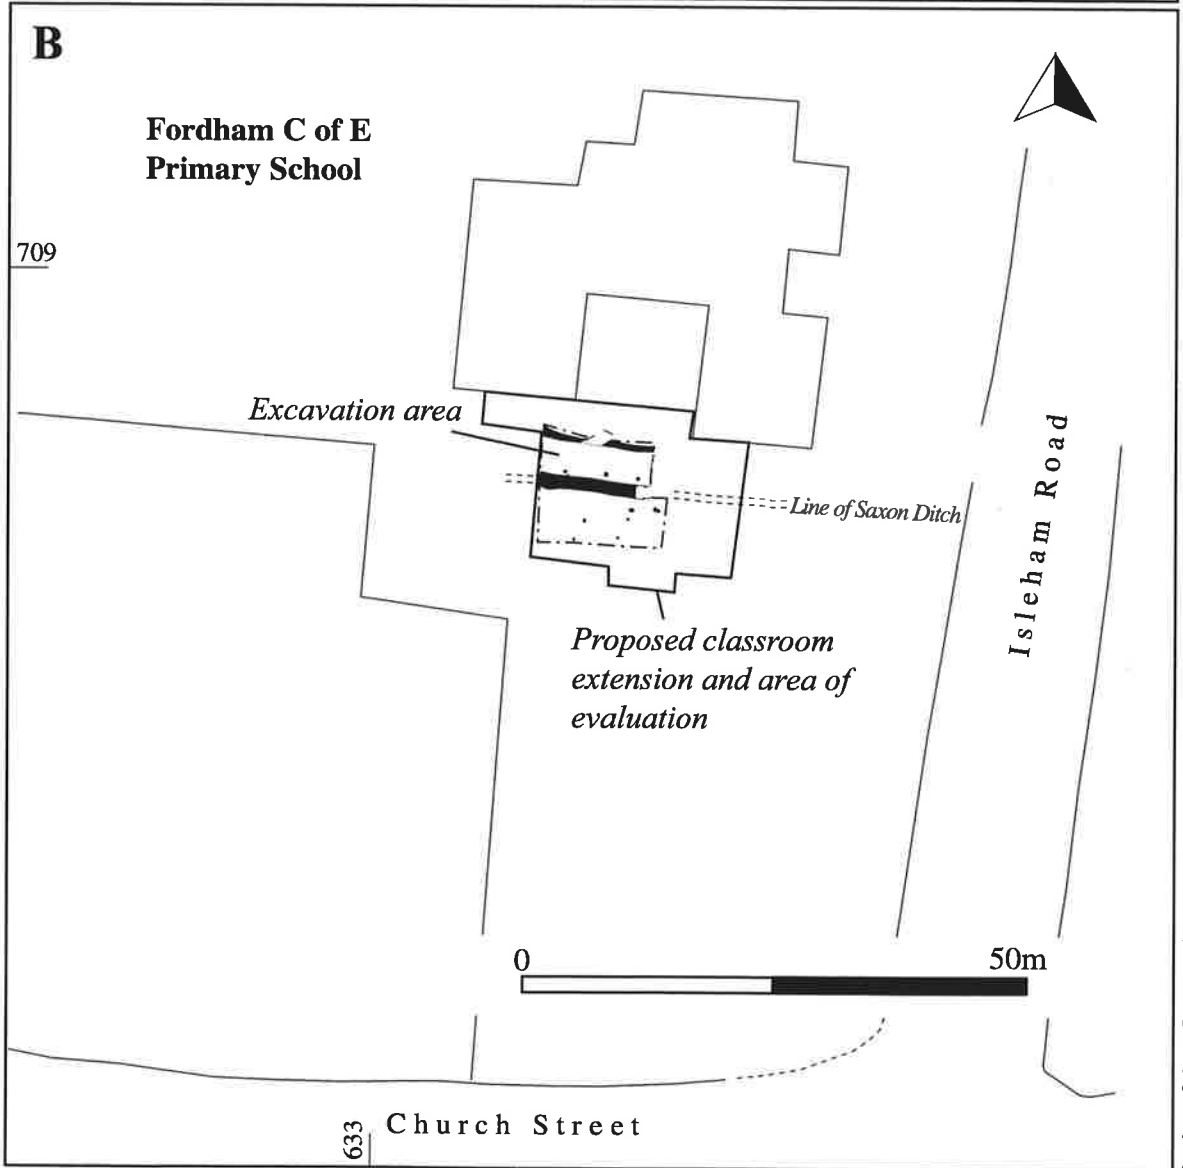 B
Fordham C of E
Primary School
709
Excavation area
Line of Saxon Ditch
Isleham Road
Proposed classroom
extension and area of
evaluation
0 50m
633
Church Street